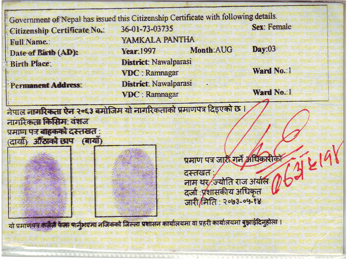 Government of Nepal has issued this Citizenship Certificate with following details.
Citizenship Certificate No.: 36-01-73-03735 Sex: Female
Full Name.: YAMKALA PANTHA
Date of Birth (AD): Year:1997 Month:AUG Day:03
Birth Place: District: Nawalparasi
VDC : Ramnagar Ward No.:1
Permanent Address: District: Nawalparasi
VDC : Ramnagar Ward No.:1
नेपाल नागरिकता ऐन २०६३ बमोजिम यो नागरिकताको प्रमाणपत्र दिइएको छ ।
नागरिकता किसिम: वंशज
प्रमाण पत्र बाहकको दस्तखत :
(दायाँ) औंठाको छाप (बायाँ)
प्रमाण पत्र जारी गर्ने अधिकारीको
दस्तखत :
नाम थर: ज्योति राज अर्याल
दर्जा : प्रशासकीय अधिकृत
जारी मिति : २०७३-०५-१४
यो प्रमाणपत्र कसैले फेला पार्नुभएमा नजिकको जिल्ला प्रशासन कार्यालयमा वा प्रहरी कार्यालयमा बुझाईदिनुहोला ।